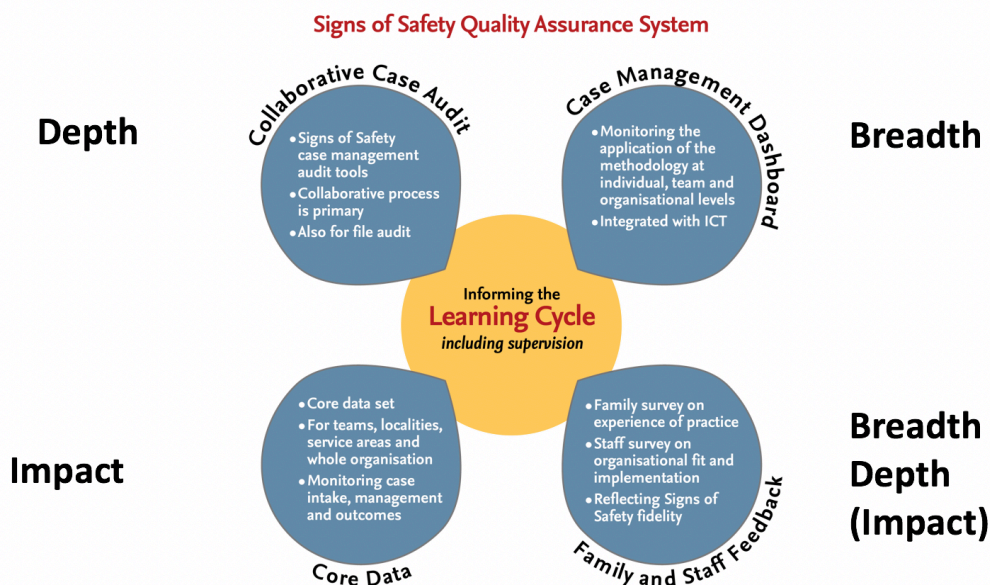 Signs of Safety Quality Assurance System
Depth
Collaborative Case Audit
•Signs of Safety
case management
audit tools
•Collaborative process
is primary
•Also for file audit
Case Management Dashboard
•Monitoring the
application of the
methodology at
individual, team and
organisational levels
•Integrated with ICT
Breadth
Informing the
Learning Cycle
including supervision
Impact
•Core data set
•For teams, localities,
service areas and
whole organisation
•Monitoring case
intake, management
and outcomes
Core Data
•Family survey on
experience of practice
•Staff survey on
organisational fit and
implementation
•Reflecting Signs of
Safety fidelity
Family and Staff Feedback
Breadth
Depth
(Impact)